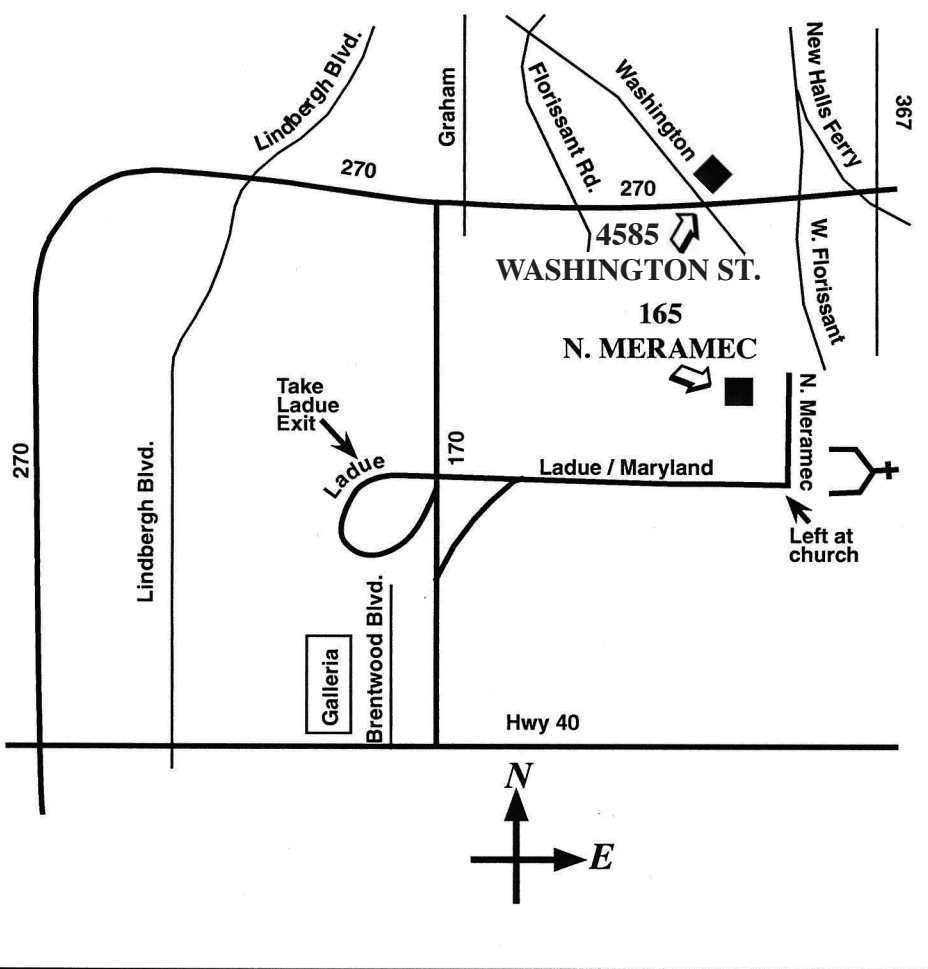 Lindbergh Blvd.
Graham
Florissant Rd.
Washington
New Halls Ferry
367
270
270
4585
WASHINGTON ST.
W. Florissant
165
N. MERAMEC
Take
Ladue
Exit
Ladue
170
Ladue / Maryland
N. Meramec
270
Lindbergh Blvd.
Left at
church
Brentwood Blvd.
Galleria
Hwy 40
N
E